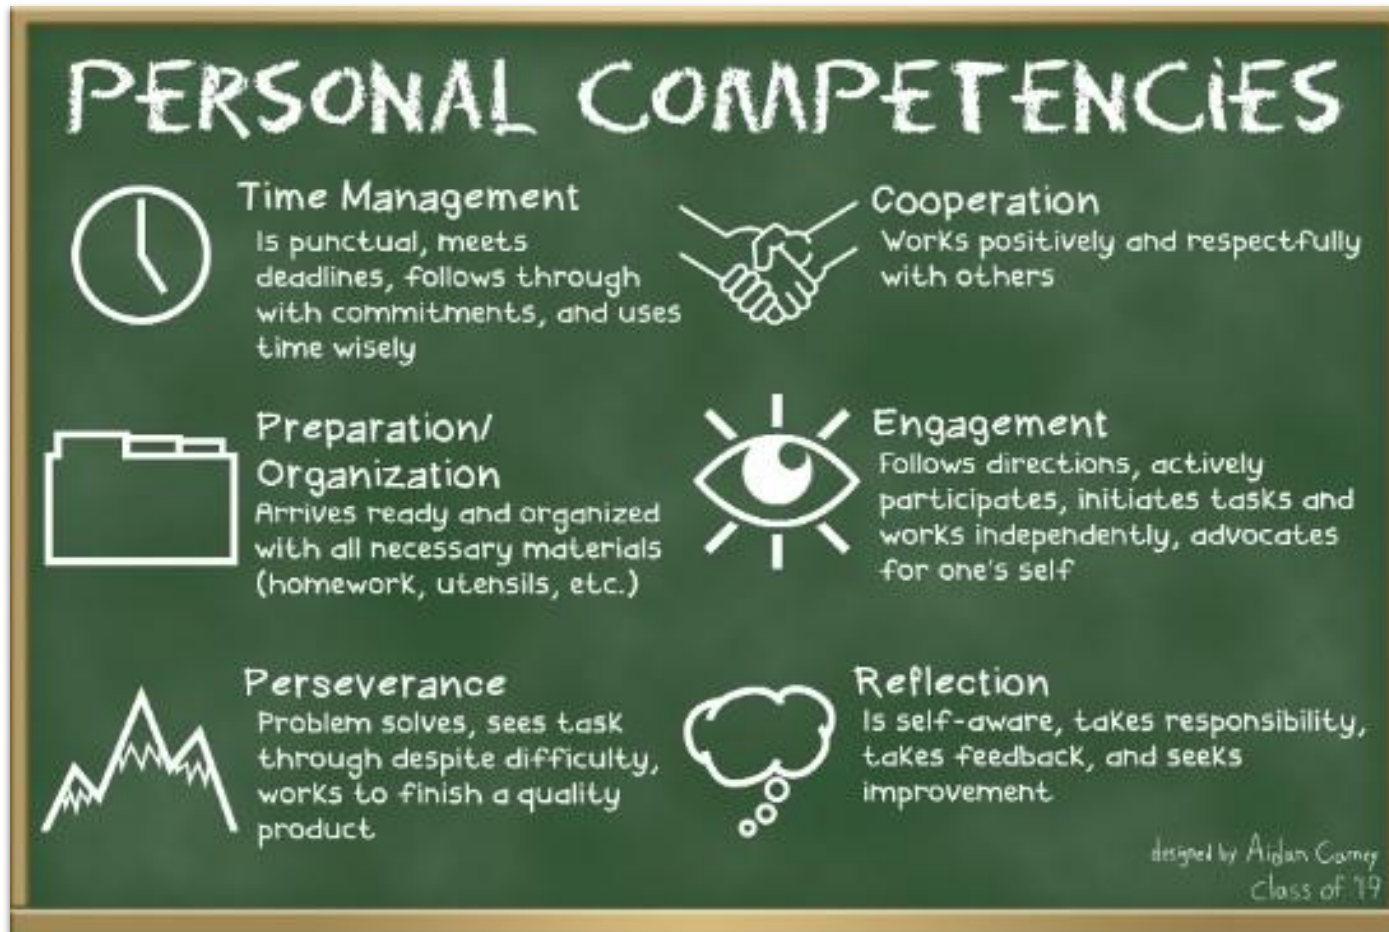 PERSONAL COMPETENCiES
Time Management
Is punctual, meets
deadlines, follows through
with commitments, and uses
time wisely
Cooperation
Works positively and respectfully
with others
Preparation/
Organization
Arrives ready and organized
with all necessary materials
(homework, utensils, etc.)
Engagement
Follows directions, actively
participates, initiates tasks and
works independently, advocates
for one's self
Perseverance
Problem solves, sees task
through despite difficulty,
works to finish a quality
product
Reflection
Is self-aware, takes responsibility,
takes feedback, and seeks
improvement
designed by Aidan Carney
class of '19